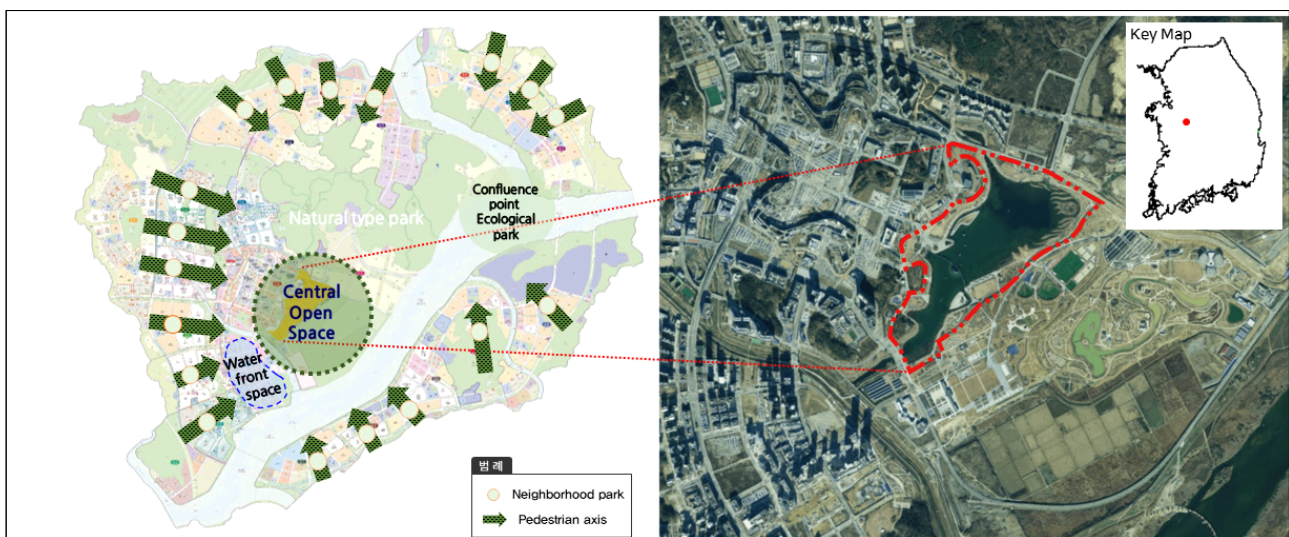 Natural type park
Confluence
point
Ecological
park
Central
Open
Space
Water
front
space
범 례
Neighborhood park
Pedestrian axis
Key Map